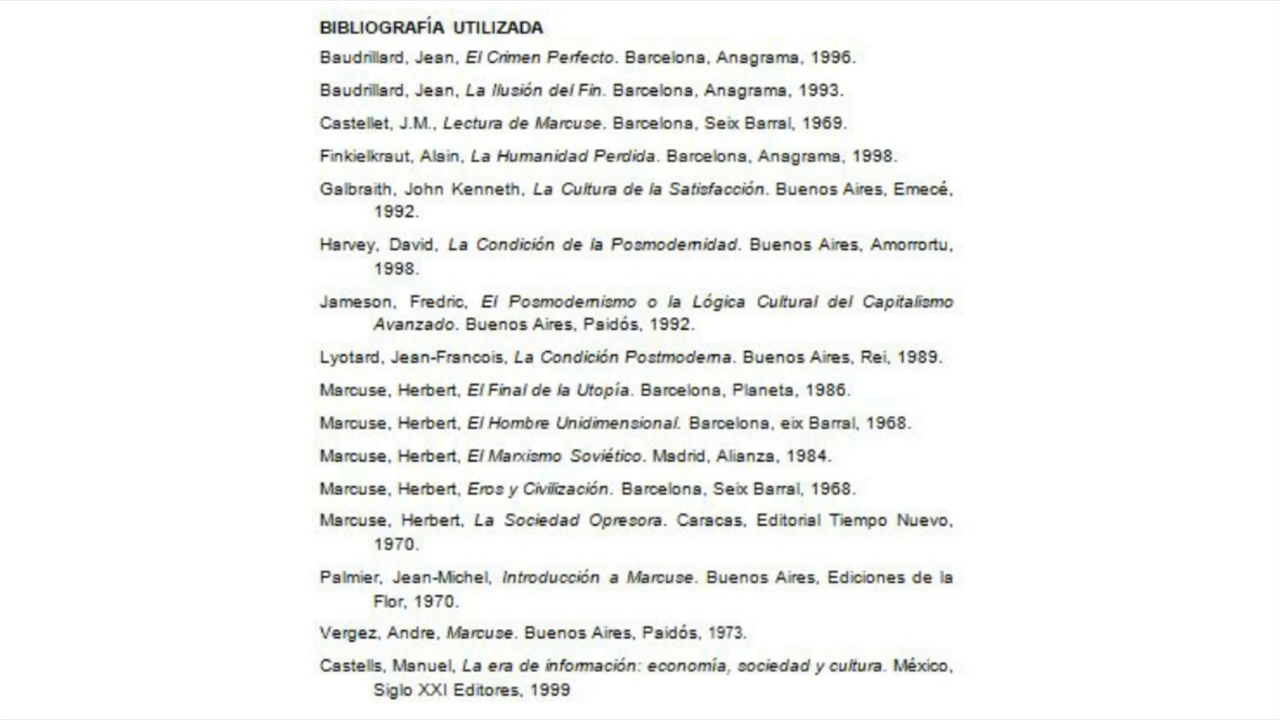 BIBLIOGRAFÍA UTILIZADA
Baudrillard, Jean, El Crimen Perfecto. Barcelona, Anagrama, 1996.
Baudrillard, Jean, La Ilusión del Fin. Barcelona, Anagrama, 1993.
Castellet, J.M., Lectura de Marcuse. Barcelona, Seix Barral, 1969.
Finkielkraut, Alain, La Humanidad Perdida. Barcelona, Anagrama, 1998.
Galbraith, John Kenneth, La Cultura de la Satisfacción. Buenos Aires, Emecé,
1992.
Harvey, David, La Condición de la Posmodernidad. Buenos Aires, Amorrortu,
1998.
Jameson, Fredric, El Posmodernismo o la Lógica Cultural del Capitalismo
Avanzado. Buenos Aires, Paidós, 1992.
Lyotard, Jean-Francois, La Condición Postmoderna. Buenos Aires, Rei, 1989.
Marcuse, Herbert, El Final de la Utopía. Barcelona, Planeta, 1986.
Marcuse, Herbert, El Hombre Unidimensional. Barcelona, eix Barral, 1968.
Marcuse, Herbert, El Marxismo Soviético. Madrid, Alianza, 1984.
Marcuse, Herbert, Eros y Civilización. Barcelona, Seix Barral, 1968.
Marcuse, Herbert, La Sociedad Opresora. Caracas, Editorial Tiempo Nuevo,
1970.
Palmier, Jean-Michel, Introducción a Marcuse. Buenos Aires, Ediciones de la
Flor, 1970.
Vergez, Andre, Marcuse. Buenos Aires, Paidós, 1973.
Castells, Manuel, La era de información: economía, sociedad y cultura. México,
Siglo XXI Editores, 1999